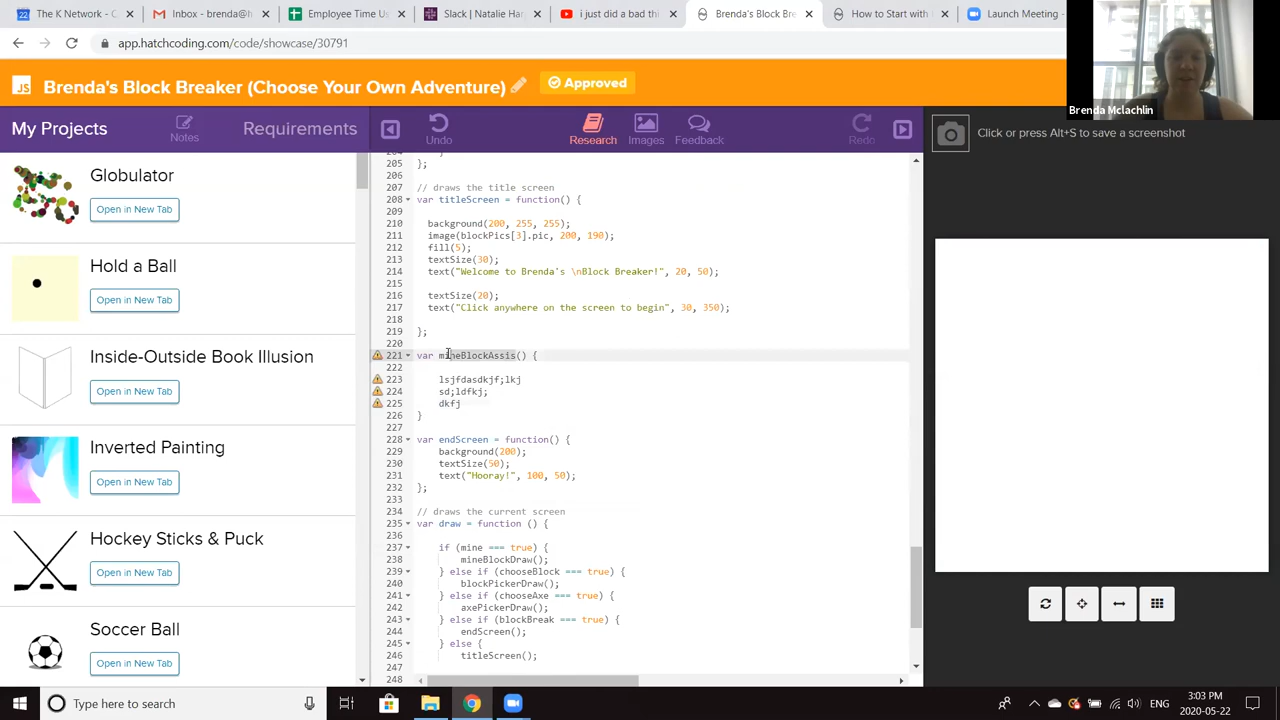 The K Network - C
Inbox - brenda@h
Employee Time U
Slack | Natalie Har
i just did a bad thi
Brenda's Block Bre
How to Start with
Launch Meeting -
app.hatchcoding.com/code/showcase/30791
JS
Brenda's Block Breaker (Choose Your Own Adventure)
Approved
Brenda Mclachlin
My Projects
Notes
Requirements
Undo
Research
Images
Feedback
Redo
Click or press Alt+S to save a screenshot
Globulator
Open in New Tab
Hold a Ball
Open in New Tab
Inside-Outside Book Illusion
Open in New Tab
Inverted Painting
Open in New Tab
Hockey Sticks & Puck
Open in New Tab
Soccer Ball
Open in New Tab
205 };
206
207 // draws the title screen
208 var titleScreen = function() {
209
210 background(200, 255, 255);
211 image(blockPics[3].pic, 200, 190);
212 fill(5);
213 textSize(30);
214 text("Welcome to Brenda's \nBlock Breaker!", 20, 50);
215
216 textSize(20);
217 text("Click anywhere on the screen to begin", 30, 350);
218
219 };
220
221 var mineBlockAssis() {
222
223 lsjfdasdkjf;lkj
224 sd;ldfkj;
225 dkfj
226 }
227
228 var endScreen = function() {
229 background(200);
230 textSize(50);
231 text("Hooray!", 100, 50);
232 };
233
234 // draws the current screen
235 var draw = function () {
236
237 if (mine === true) {
238 mineBlockDraw();
239 } else if (chooseBlock === true) {
240 blockPickerDraw();
241 } else if (chooseAxe === true) {
242 axePickerDraw();
243 } else if (blockBreak === true) {
244 endScreen();
245 } else {
246 titleScreen();
247
248
Type here to search
ENG
3:03 PM
2020-05-22